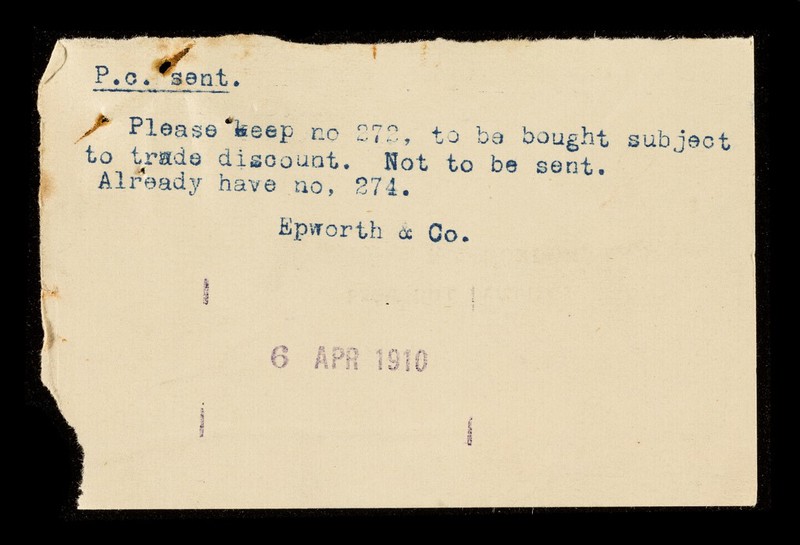 P.c. sent.
Please keep no 272, to be bought subject
to trade discount. Not to be sent.
Already have no, 274.
Epworth & Co.
6 APR 1910